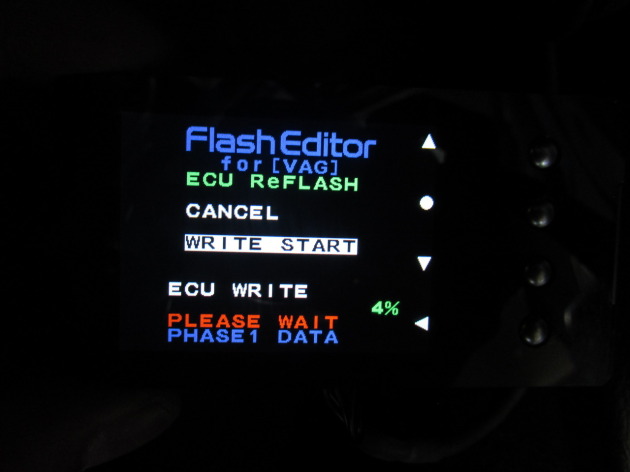 Flash Editor
for [VAG]
ECU ReFLASH
CANCEL
WRITE START
ECU WRITE
4%
PLEASE WAIT
PHASE1 DATA